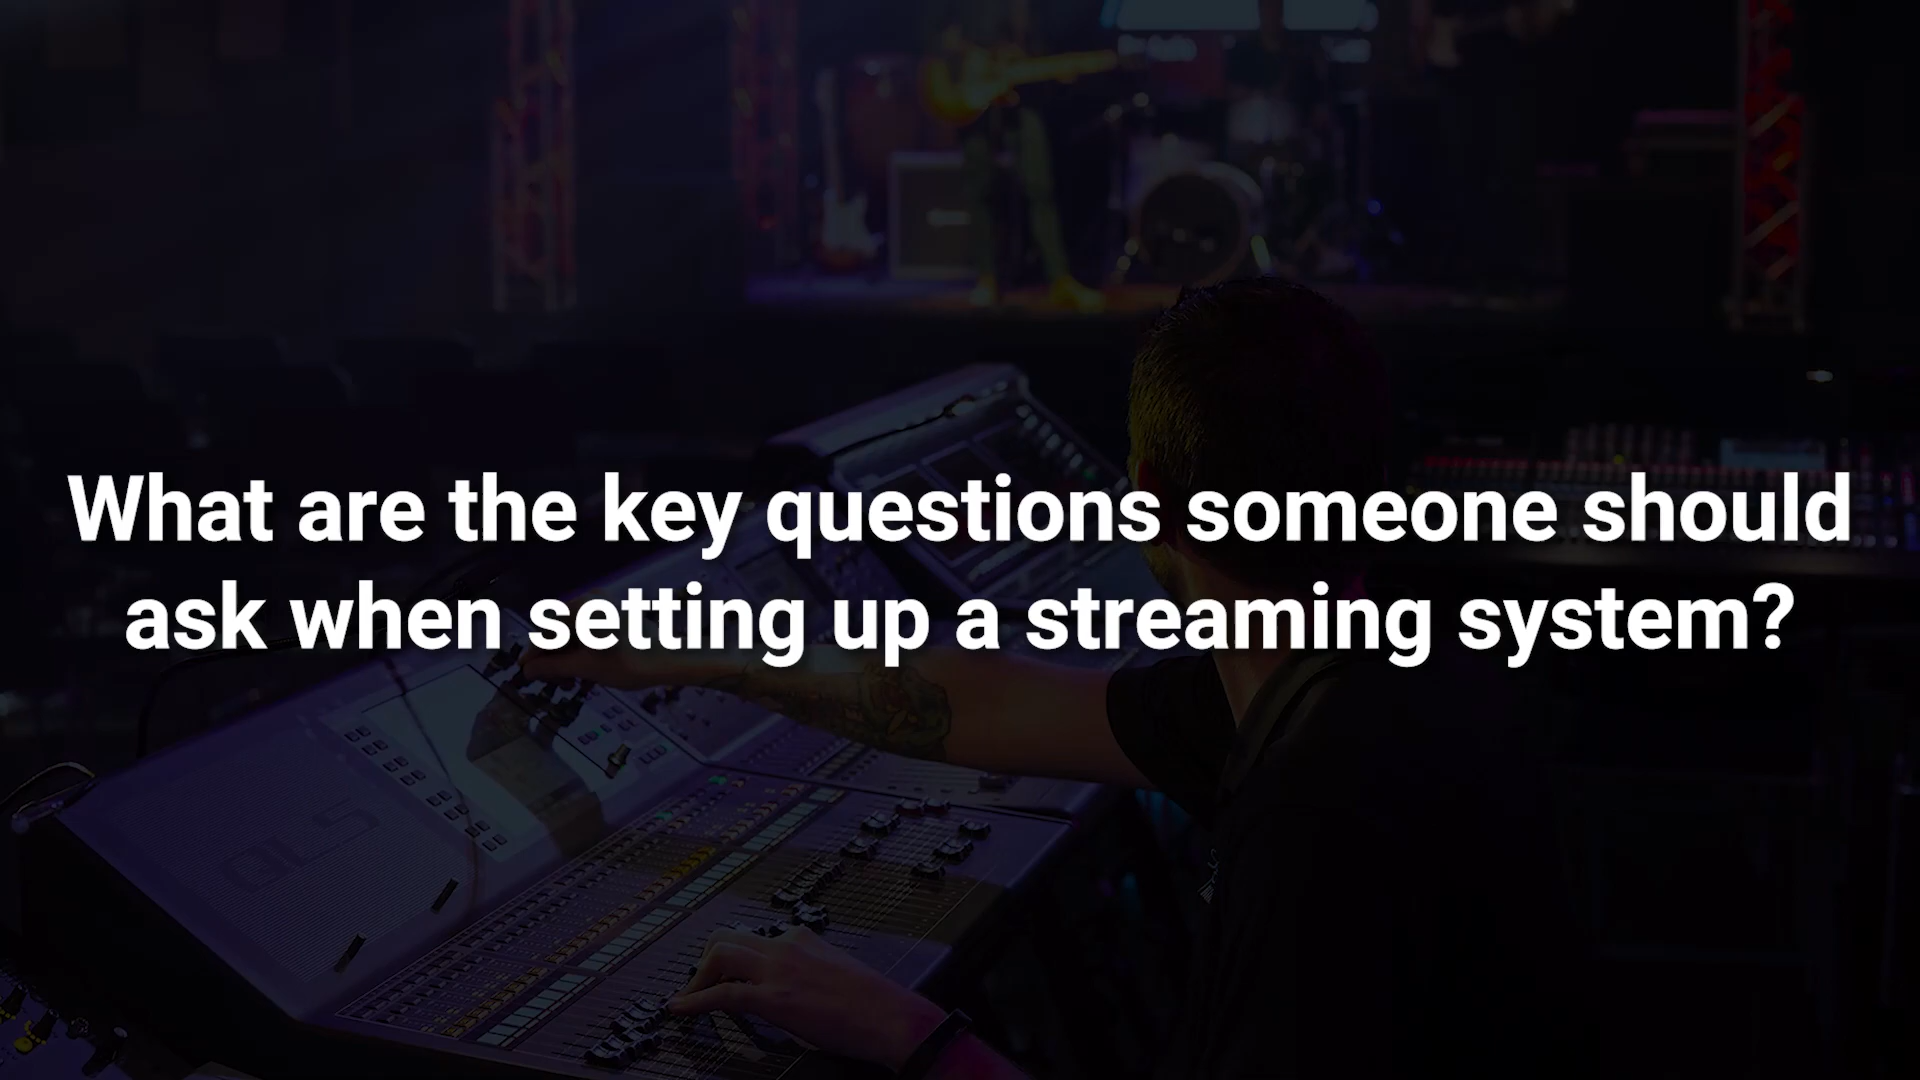 What are the key questions someone should
ask when setting up a streaming system?